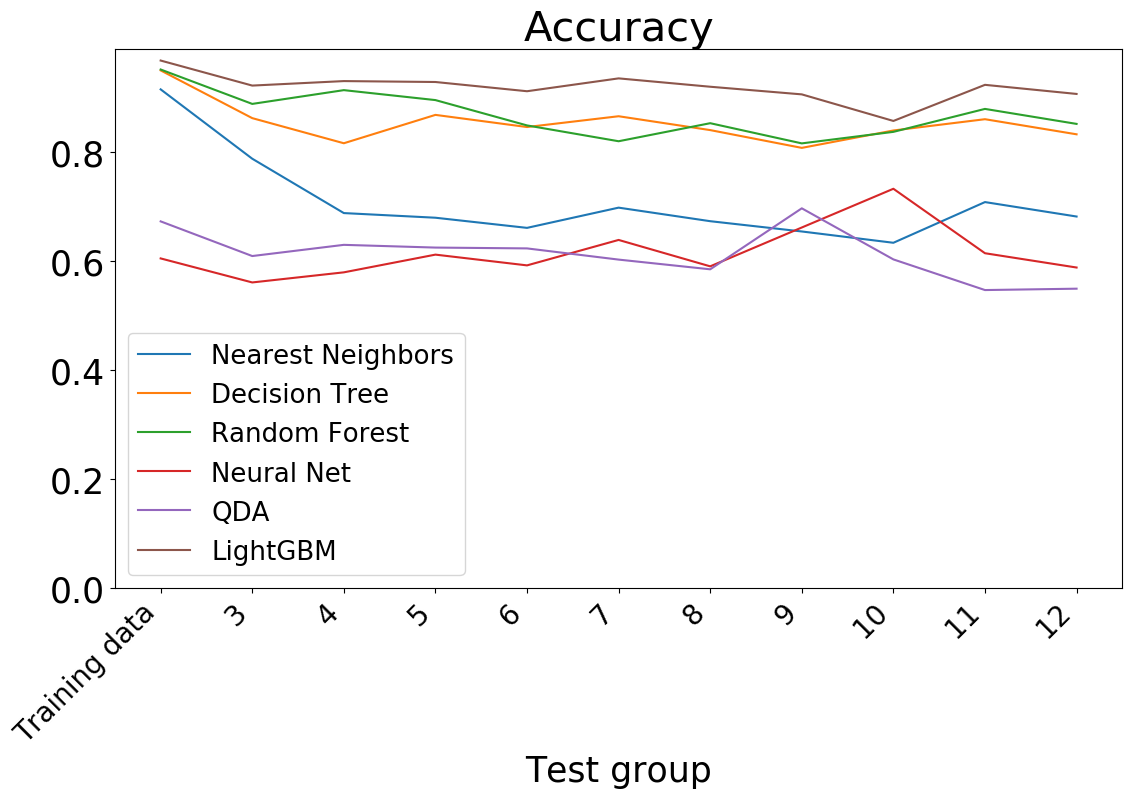 Accuracy
0.8
0.6
0.4
0.2
0.0
Nearest Neighbors
Decision Tree
Random Forest
Neural Net
QDA
LightGBM
Training data
3
4
5
6
7
8
9
10
11
12
Test group